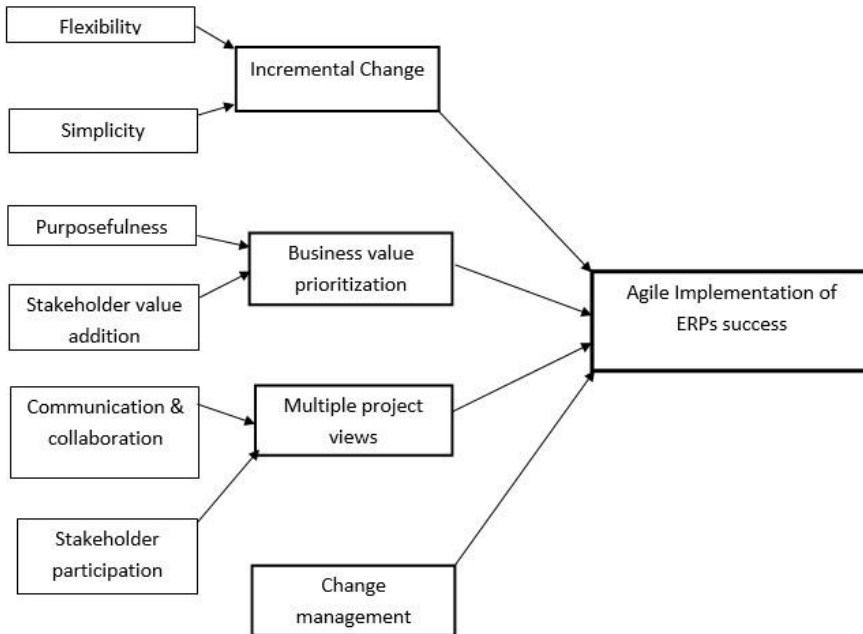 Flexibility
Incremental Change
Simplicity
Purposefulness
Business value
prioritization
Stakeholder value
addition
Agile Implementation of
ERPs success
Communication &
collaboration
Multiple project
views
Stakeholder
participation
Change
management